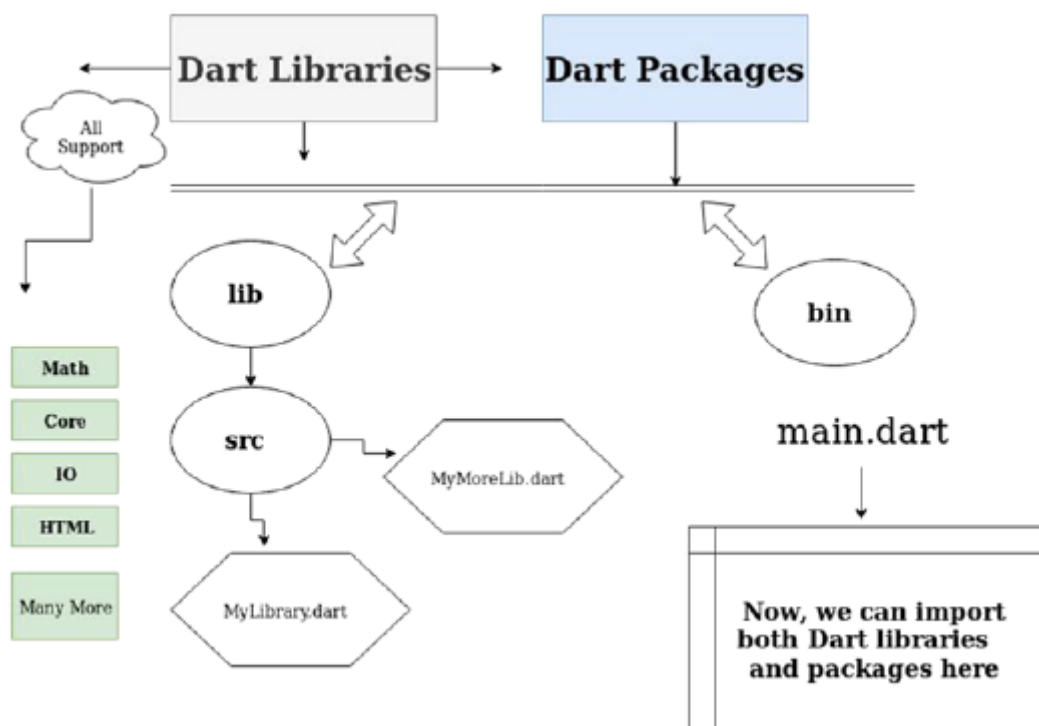 Dart Libraries
Dart Packages
All
Support
lib
bin
Math
Core
src
main.dart
IO
MyMoreLib.dart
HTML
Many More
MyLibrary.dart
Now, we can import
both Dart libraries
and packages here